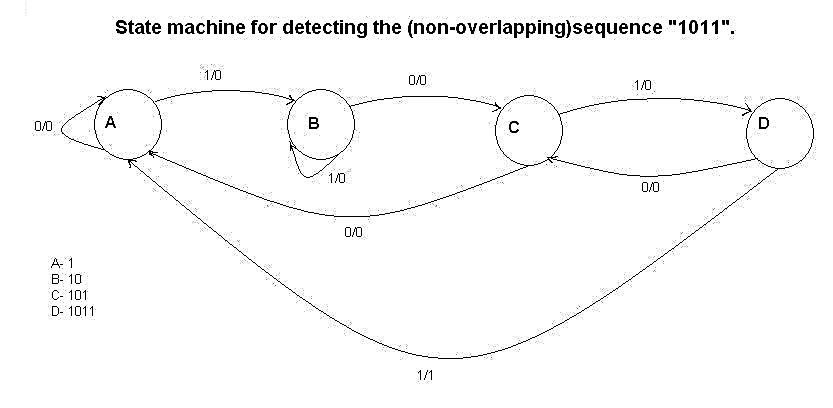 State machine for detecting the (non-overlapping)sequence "1011".
1/0
0/0
1/0
0/0
A
B
C
D
1/0
0/0
0/0
A- 1
B- 10
C- 101
D- 1011
1/1